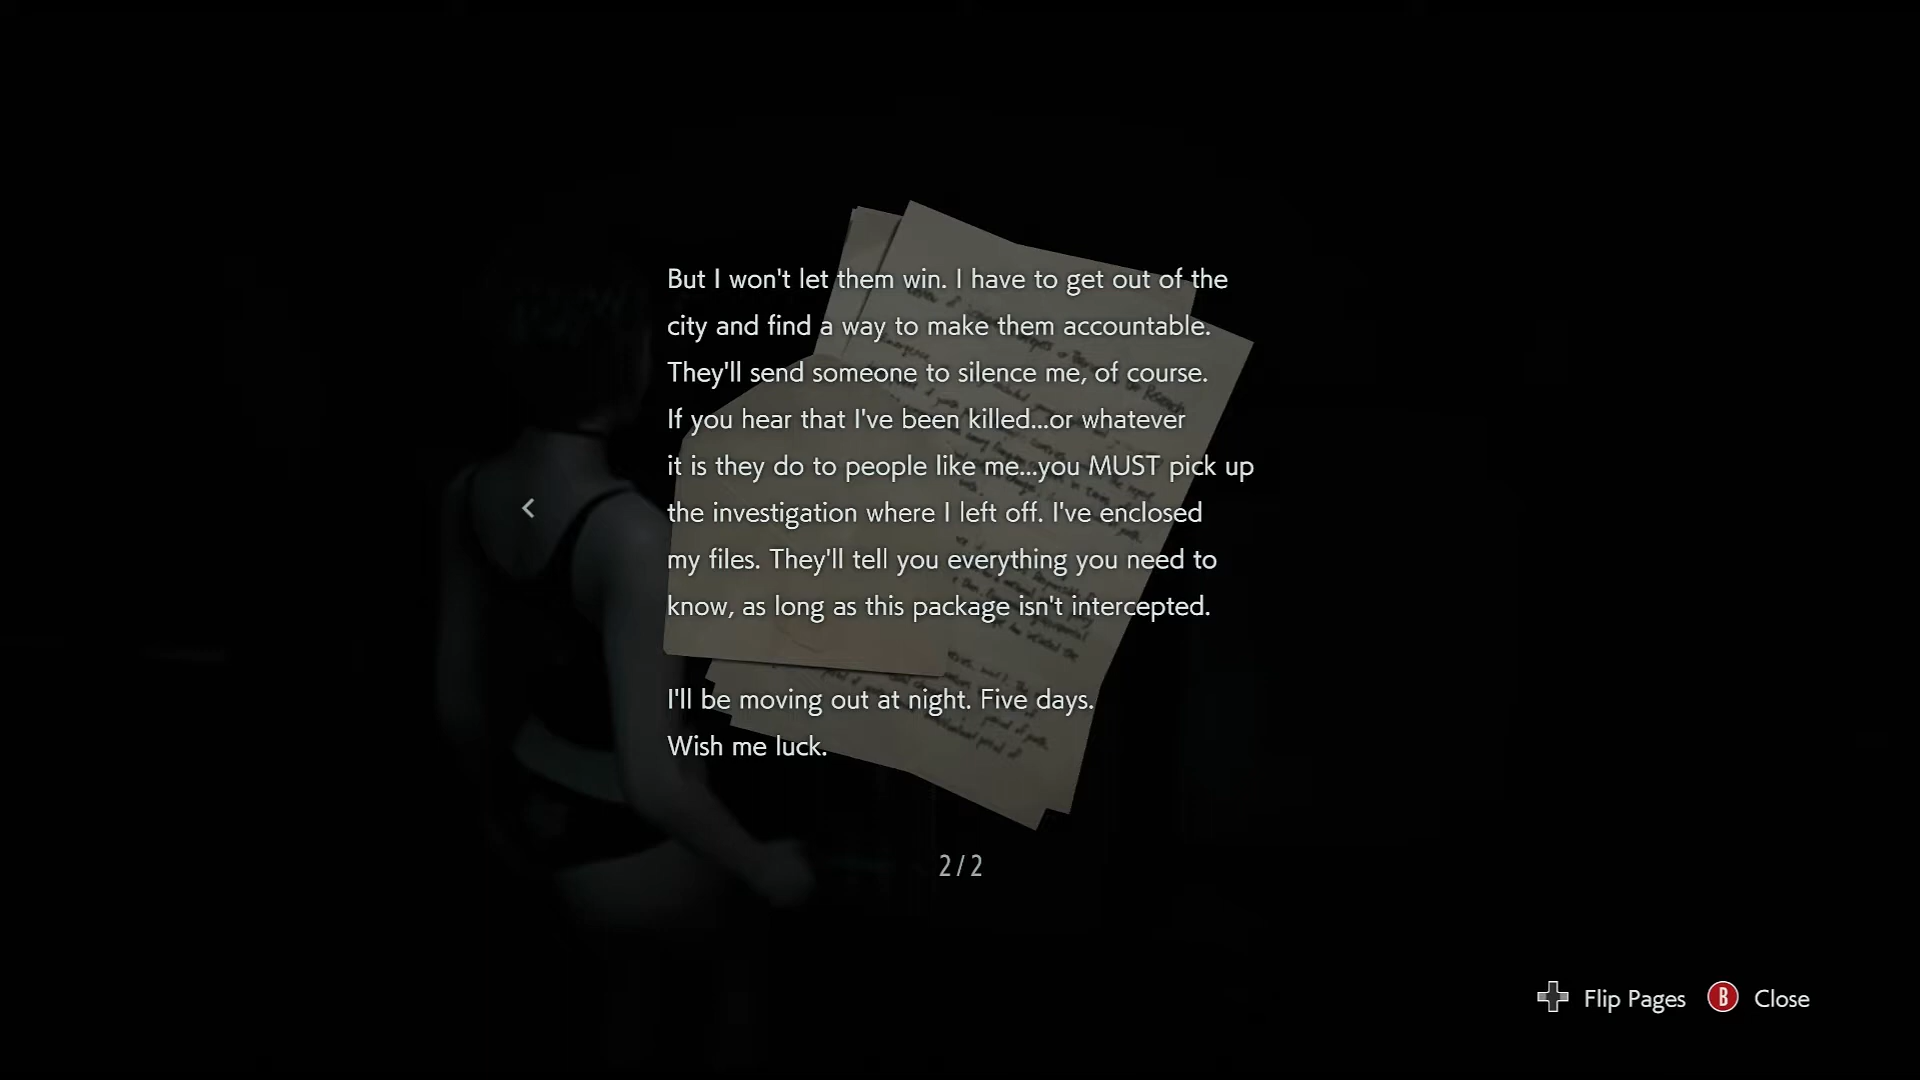 But I won't let them win. I have to get out of the
city and find a way to make them accountable.
They'll send someone to silence me, of course.
If you hear that I've been killed...or whatever
it is they do to people like me...you MUST pick up
the investigation where I left off. I've enclosed
my files. They'll tell you everything you need to
know, as long as this package isn't intercepted.
I'll be moving out at night. Five days.
Wish me luck.
2 / 2
Flip Pages B Close